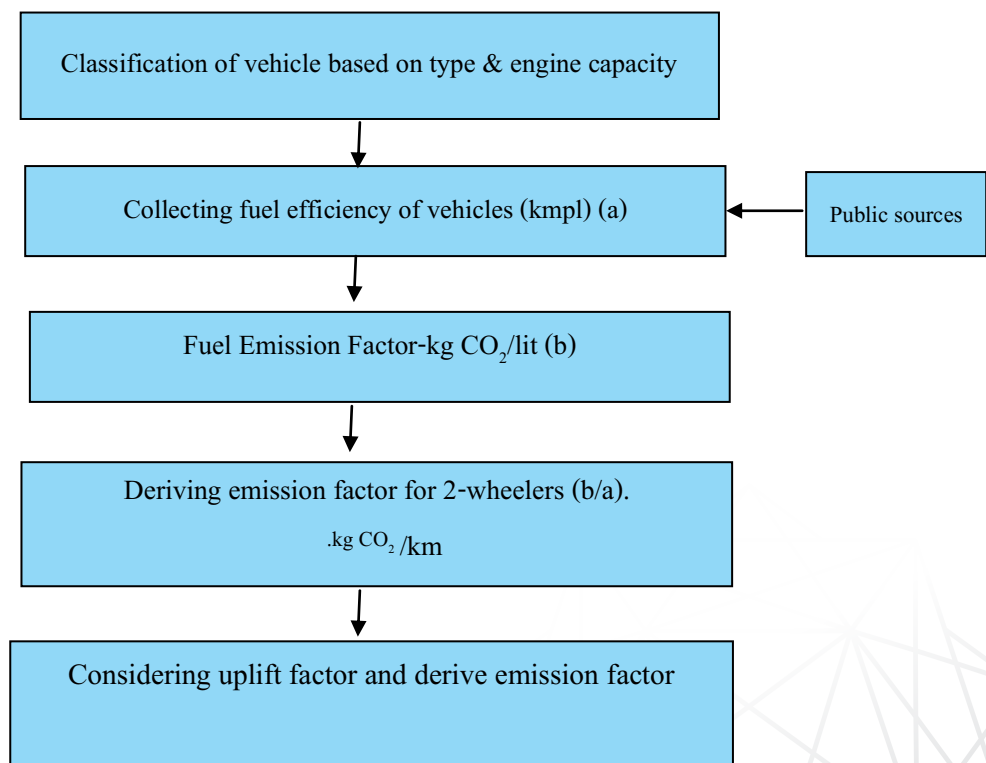 Classification of vehicle based on type & engine capacity
Collecting fuel efficiency of vehicles (kmpl) (a)
Public sources
Fuel Emission Factor-kg CO₂/lit (b)
Deriving emission factor for 2-wheelers (b/a).
.kg CO₂ /km
Considering uplift factor and derive emission factor